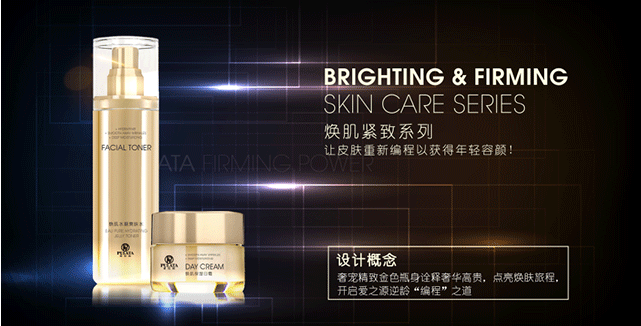 BRIGHTING & FIRMING
SKIN CARE SERIES
焕肌紧致系列
让皮肤重新编程以获得年轻容颜！
ATA FIRMING POWER
FACIAL TONER
DAY CREAM
设计概念
奢宠精致金色瓶身诠释奢华高贵，点亮焕肤旅程，
开启爱之源逆龄“编程”之道